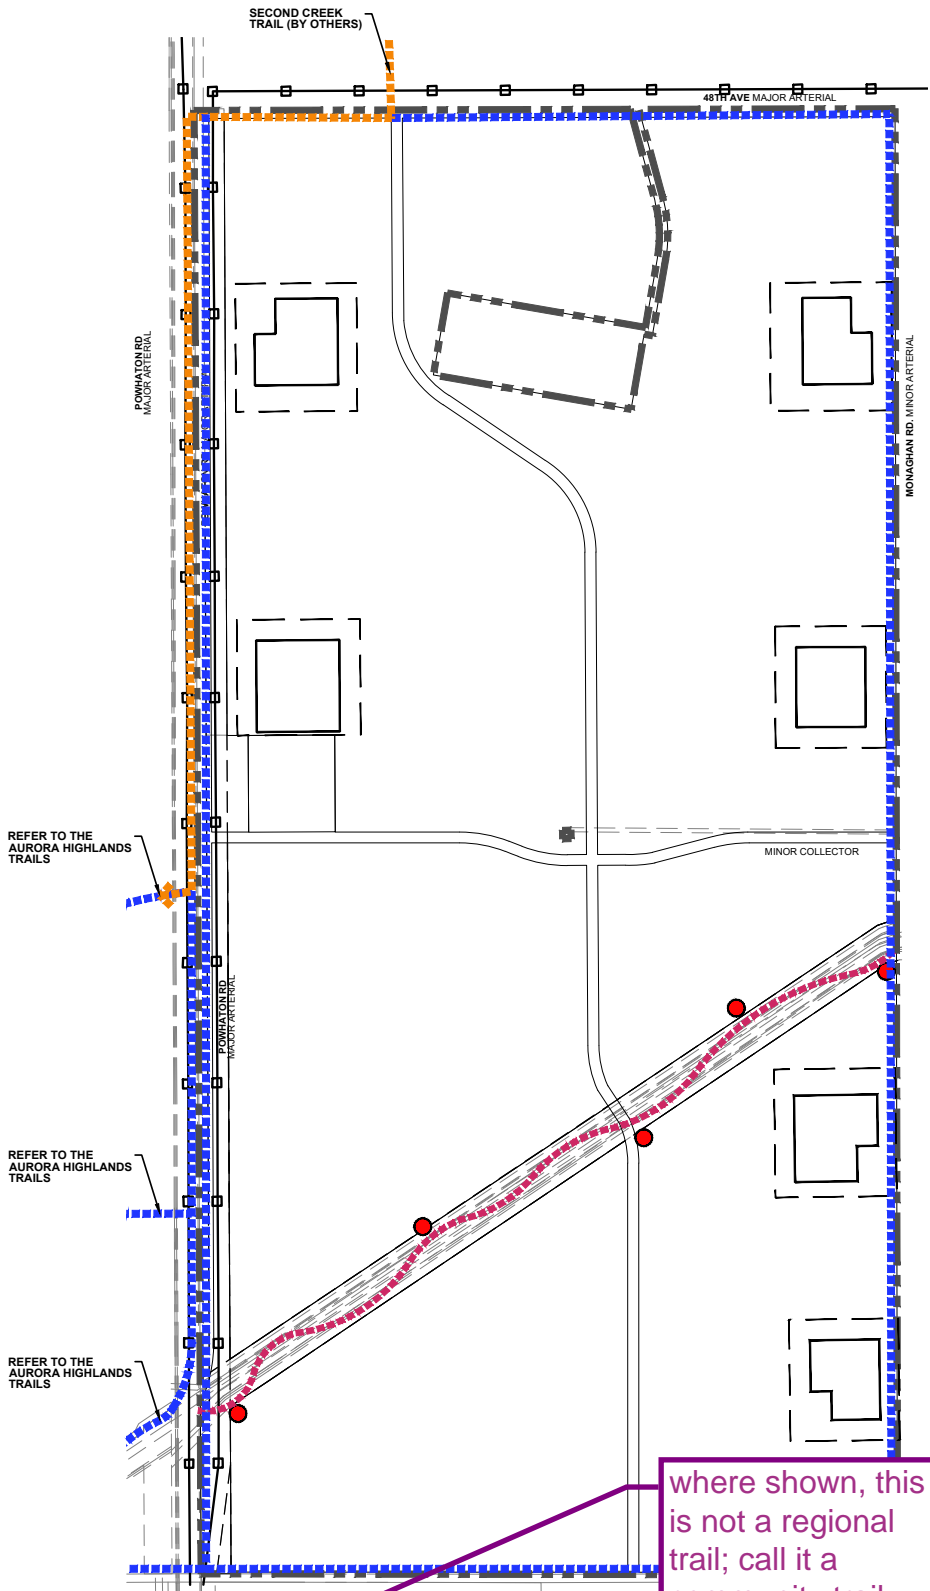 SECOND CREEK
TRAIL (BY OTHERS)
48TH AVE MAJOR ARTERIAL
POWHATON RD
MAJOR ARTERIAL
MONAGHAN RD. MINOR ARTERIAL
REFER TO THE
AURORA HIGHLANDS
TRAILS
MINOR COLLECTOR
POWHATON RD
MAJOR ARTERIAL
REFER TO THE
AURORA HIGHLANDS
TRAILS
REFER TO THE
AURORA HIGHLANDS
TRAILS
where shown, this
is not a regional
trail; call it a
community trail